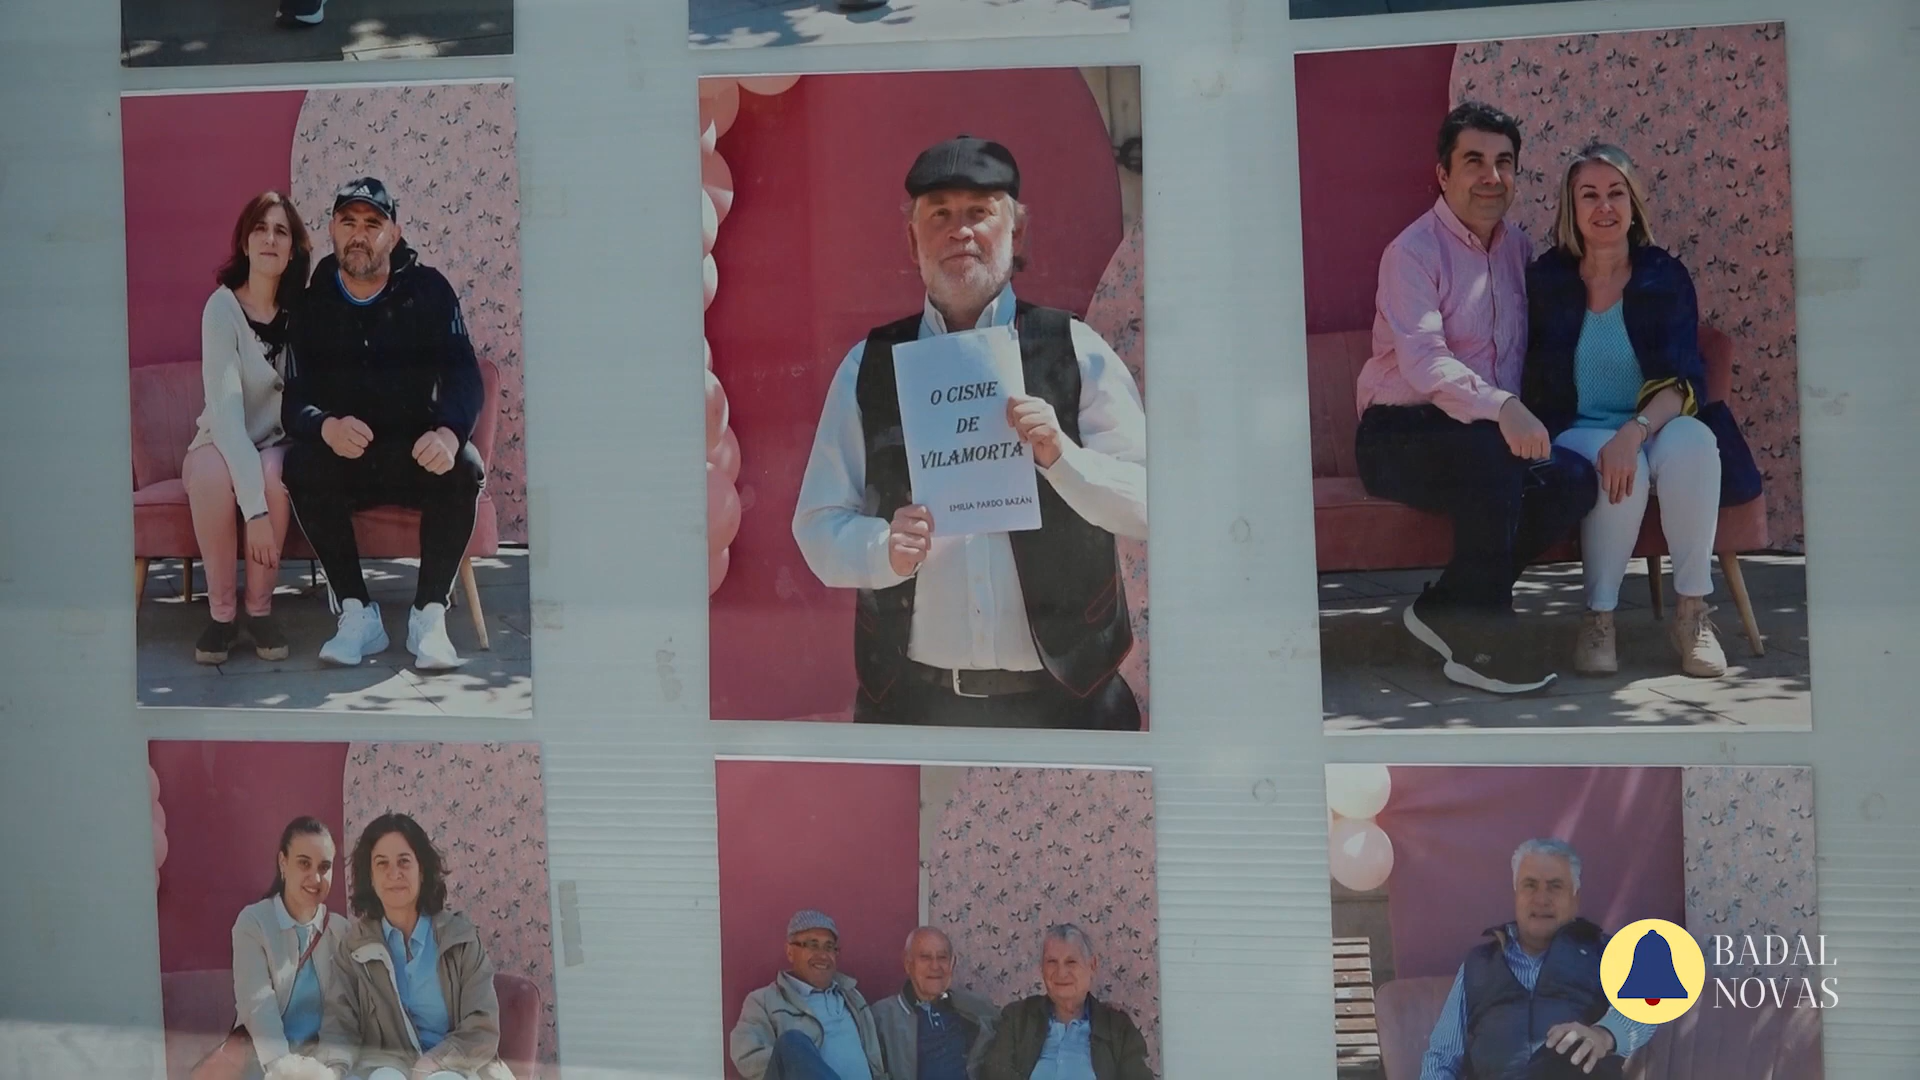 O CISNE
DE
VILAMORTA
EMILIA PARDO BAZÁN
BADAL
NOVAS